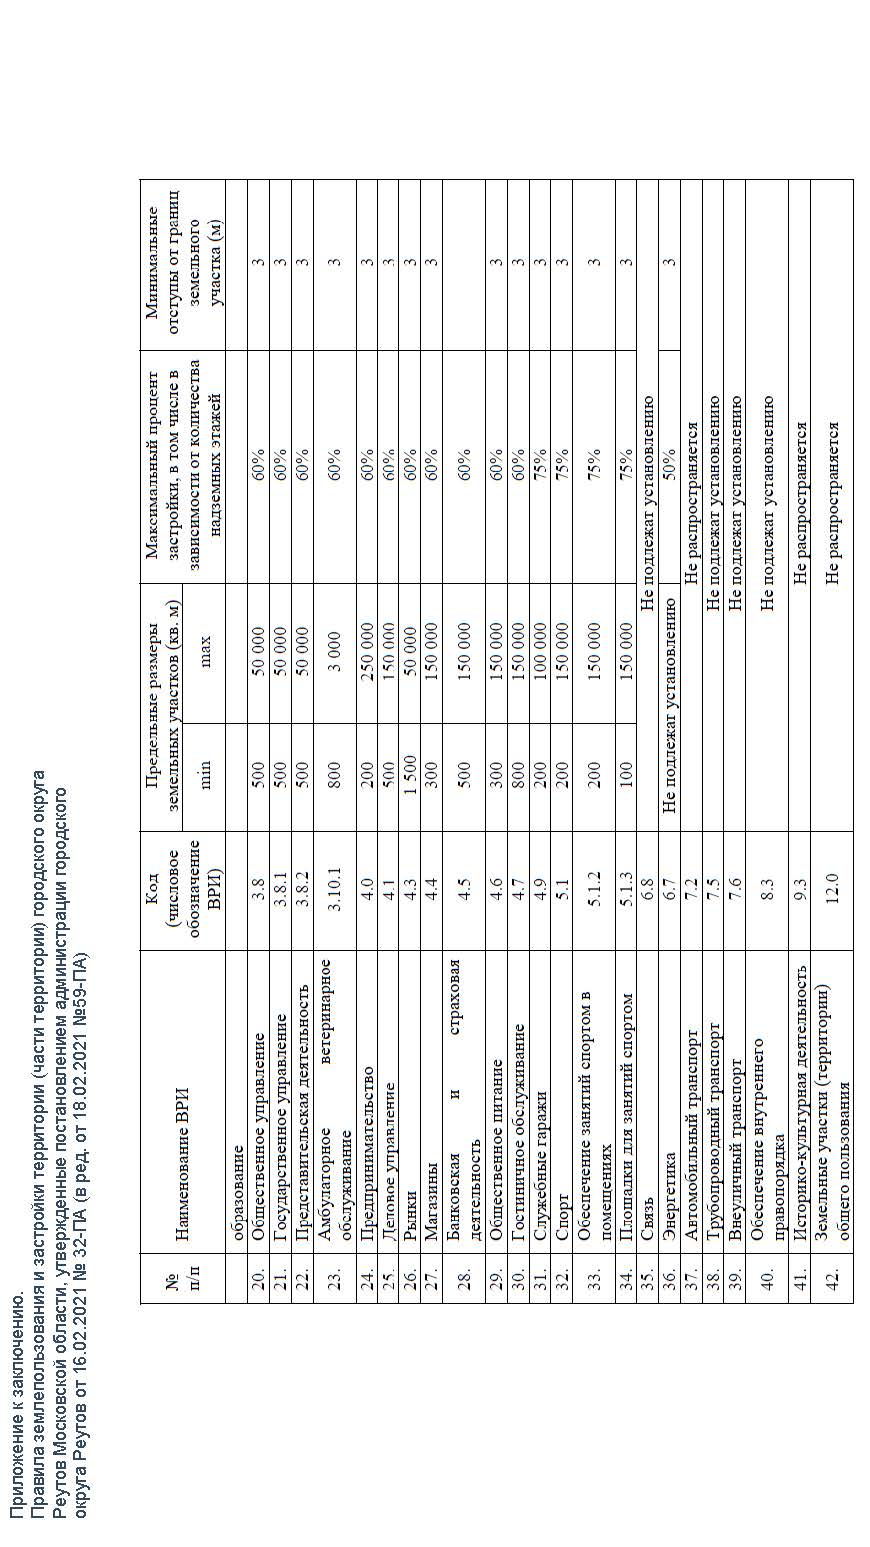 Приложение к заключению.
Правила землепользования и застройки территории (части территории) городского округа
Реутов Московской области, утвержденные постановлением администрации городского
округа Реутов от 16.02.2021 № 32-ПА (в ред. от 18.02.2021 №59-ПА)
№ п/п Наименование ВРИ Код (числовое обозначение ВРИ) Предельные размеры земельных участков (кв. м) Максимальный процент застройки, в том числе в зависимости от количества надземных этажей Минимальные отступы от границ земельного участка (м)
min max
образование
20. Общественное управление 3.8 500 50 000 60% 3
21. Государственное управление 3.8.1 500 50 000 60% 3
22. Представительская деятельность 3.8.2 500 50 000 60% 3
23. Амбулаторное ветеринарное обслуживание 3.10.1 800 3 000 60% 3
24. Предпринимательство 4.0 200 250 000 60% 3
25. Деловое управление 4.1 500 150 000 60% 3
26. Рынки 4.3 1 500 50 000 60% 3
27. Магазины 4.4 300 150 000 60% 3
28. Банковская и страховая деятельность 4.5 500 150 000 60%
29. Общественное питание 4.6 300 150 000 60% 3
30. Гостиничное обслуживание 4.7 800 150 000 60% 3
31. Служебные гаражи 4.9 200 100 000 75% 3
32. Спорт 5.1 200 150 000 75% 3
33. Обеспечение занятий спортом в помещениях 5.1.2 200 150 000 75% 3
34. Площадки для занятий спортом 5.1.3 100 150 000 75% 3
35. Связь 6.8 Не подлежат установлению
36. Энергетика 6.7 Не подлежат установлению 50% 3
37. Автомобильный транспорт 7.2 Не распространяется
38. Трубопроводный транспорт 7.5 Не подлежат установлению
39. Внеуличный транспорт 7.6 Не подлежат установлению
40. Обеспечение внутреннего правопорядка 8.3 Не подлежат установлению
41. Историко-культурная деятельность 9.3 Не распространяется
42. Земельные участки (территории) общего пользования 12.0 Не распространяется